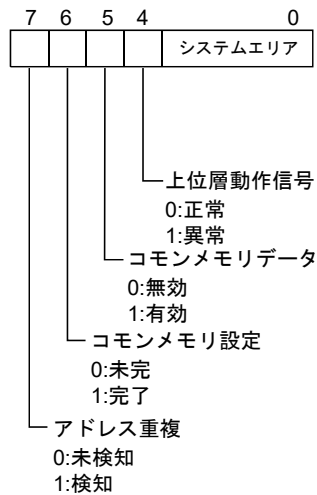 7 6 5 4 0
システムエリア
上位層動作信号
0:正常
1:異常
コモンメモリデータ
0:無効
1:有効
コモンメモリ設定
0:未完
1:完了
アドレス重複
0:未検知
1:検知